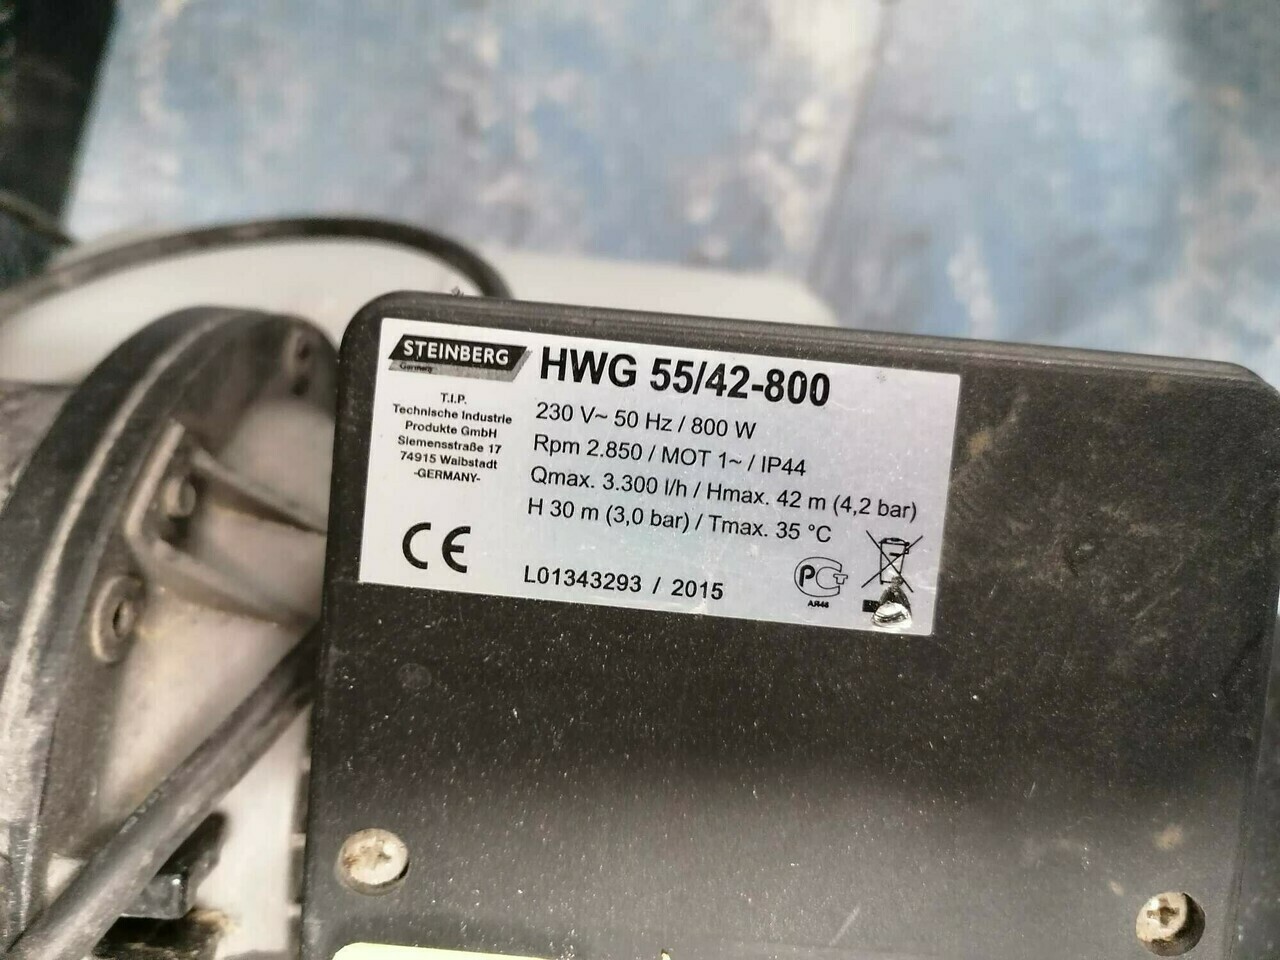 STEINBERG
Germany
T.I.P.
Technische Industrie
Produkte GmbH
Siemensstraße 17
74915 Waibstadt
-GERMANY-
CE
HWG 55/42-800
230 V~ 50 Hz / 800 W
Rpm 2.850 / MOT 1~ / IP44
Qmax. 3.300 l/h / Hmax. 42 m (4,2 bar)
H 30 m (3,0 bar) / Tmax. 35 °C
L01343293 / 2015
АЯ46